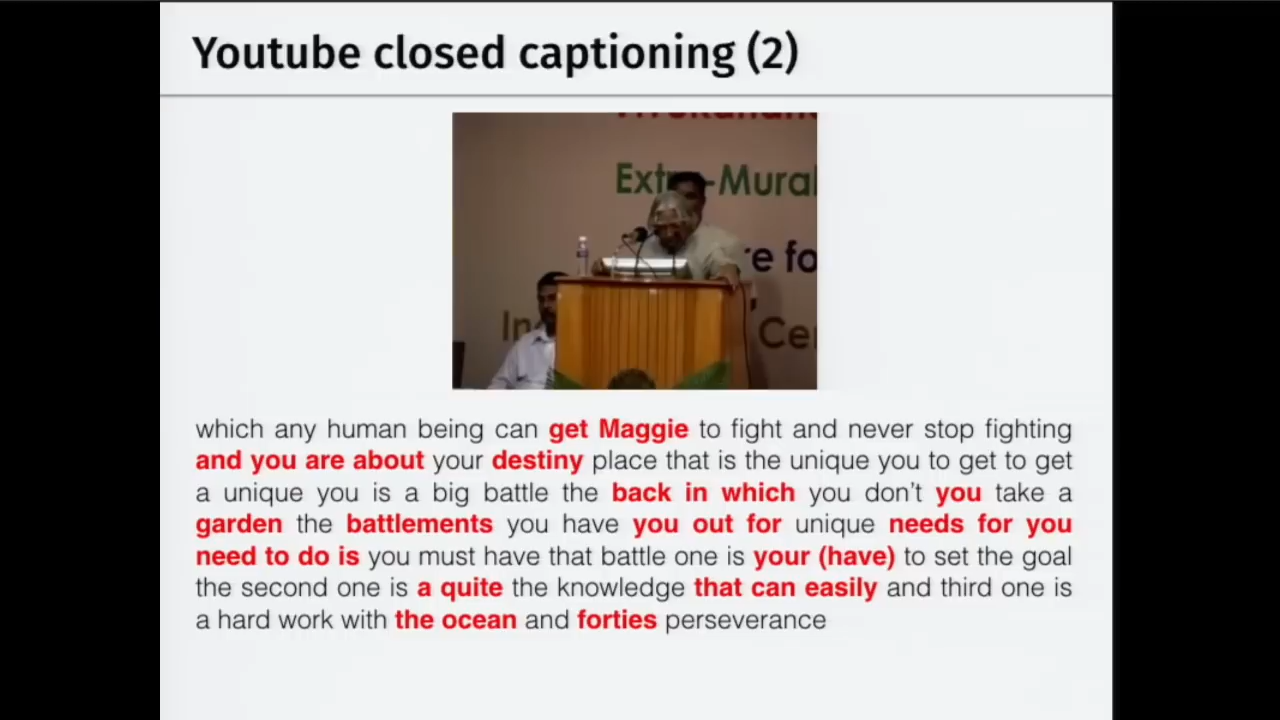 Youtube closed captioning (2)
Extra-Mural
re fo
In
Cer
which any human being can get Maggie to fight and never stop fighting
and you are about your destiny place that is the unique you to get to get
a unique you is a big battle the back in which you don't you take a
garden the battlements you have you out for unique needs for you
need to do is you must have that battle one is your (have) to set the goal
the second one is a quite the knowledge that can easily and third one is
a hard work with the ocean and forties perseverance